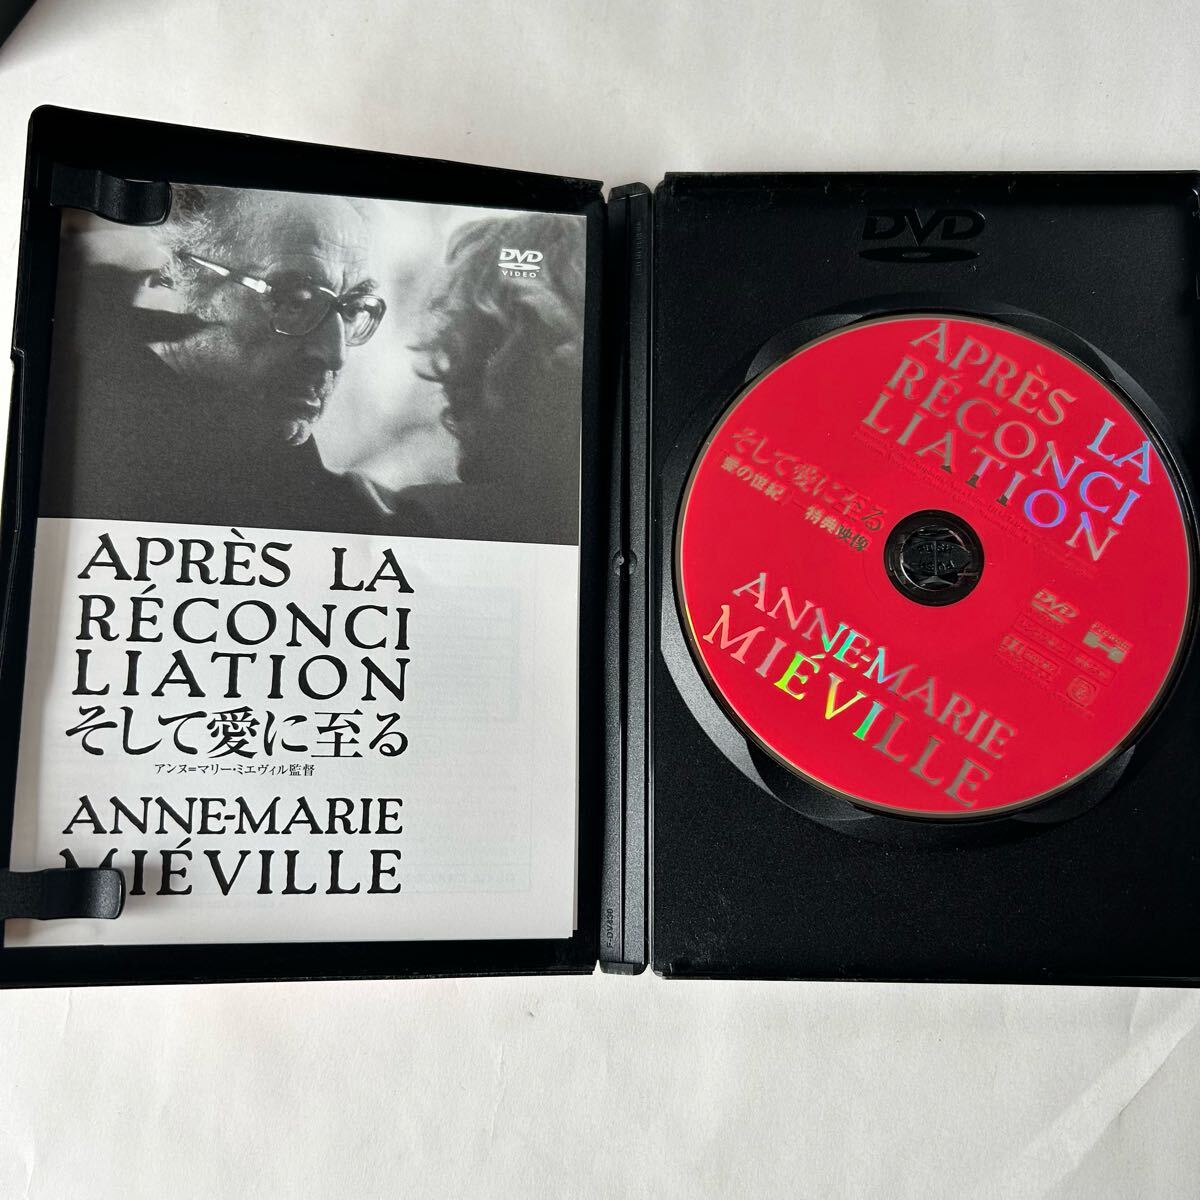 DVD
VIDEO
APRÈS LA
RÉCONCI
LIATION
そして愛に至る
アンヌ=マリー・ミエヴィル監督
ANNE-MARIE
MIÉVILLE
F-DV430
DVD
APRÈS LA
RÉCONCI
LIATION
そして愛に至る
愛の世紀 特典映像
ANNE-MARIE
MIÉVILLE
DVD